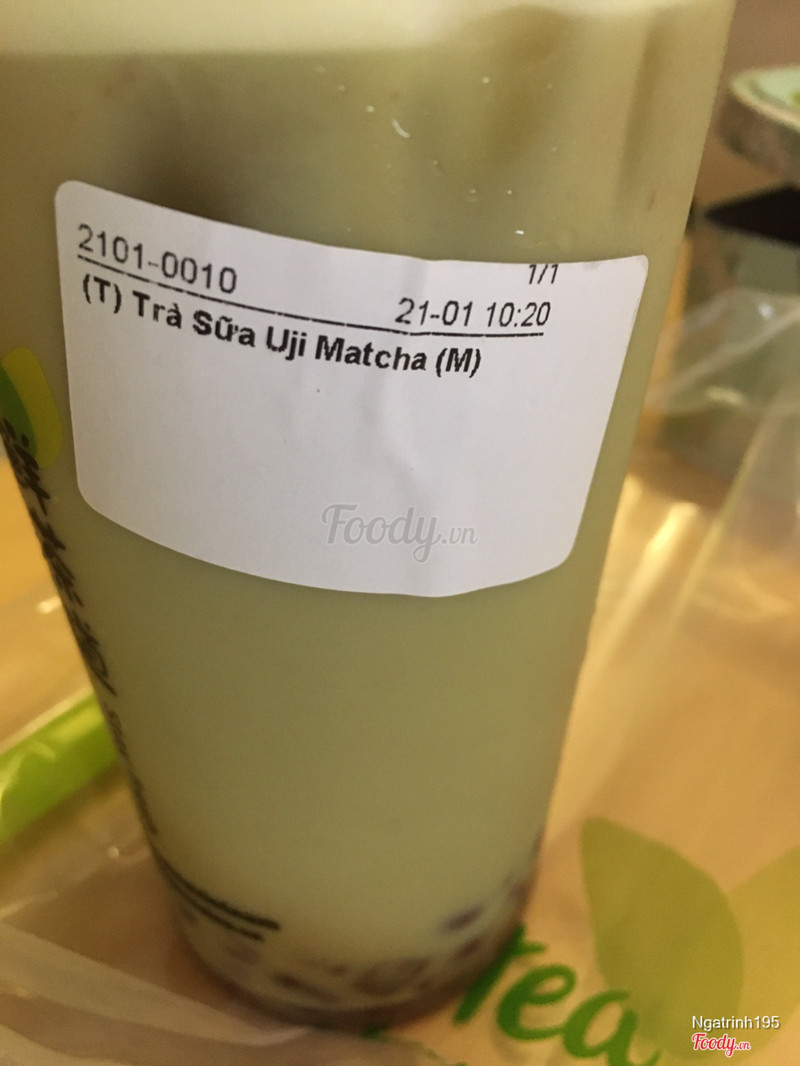 2101-0010
1/1
21-01 10:20
(T) Trà Sữa Uji Matcha (M)
Foody.vn
tea
Ngatrinh195
Foody.vn